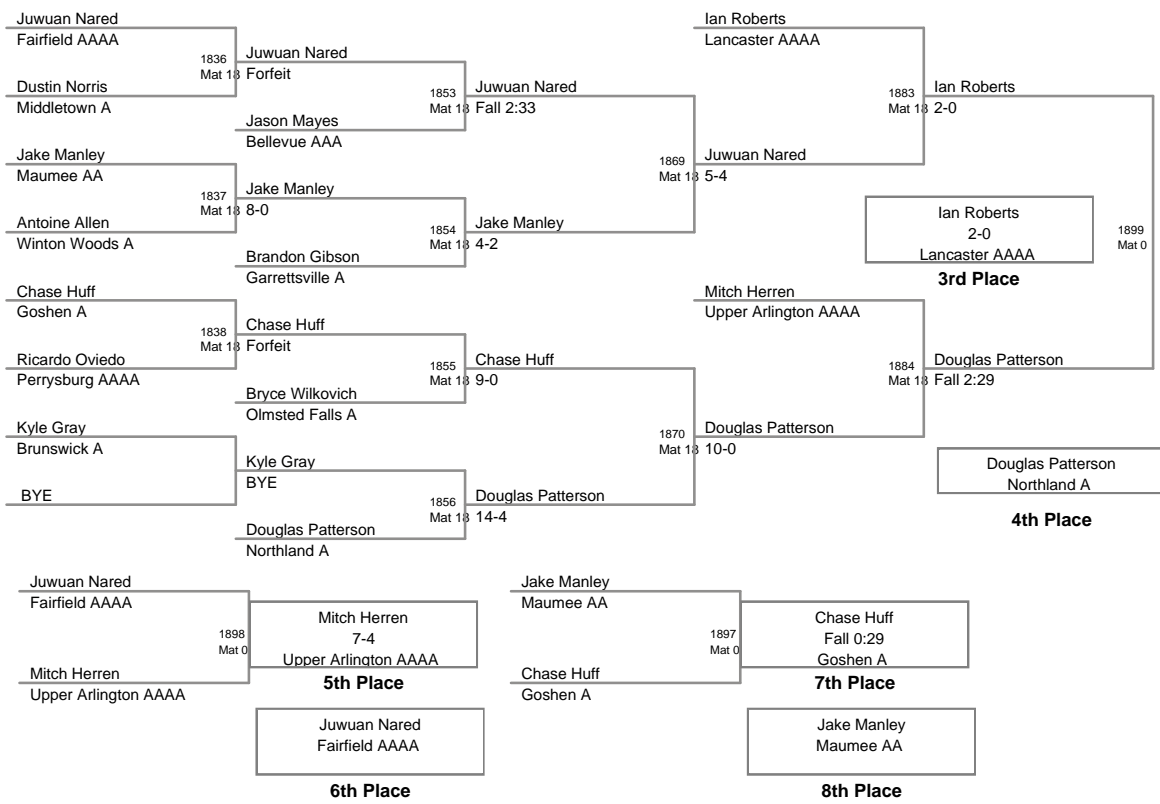 Juwuan Nared
Fairfield AAAA
1836
Mat 18
Dustin Norris
Middletown A
Juwuan Nared
Forfeit
Jason Mayes
Bellevue AAA
1853
Mat 18
Juwuan Nared
Fall 2:33
Jake Manley
Maumee AA
1837
Mat 18
Antoine Allen
Winton Woods A
Jake Manley
8-0
Brandon Gibson
Garrettsville A
1854
Mat 18
Jake Manley
4-2
1869
Mat 18
Juwuan Nared
5-4
Ian Roberts
Lancaster AAAA
1883
Mat 18
Ian Roberts
2-0
Chase Huff
Goshen A
1838
Mat 18
Ricardo Oviedo
Perrysburg AAAA
Chase Huff
Forfeit
Bryce Wilkovich
Olmsted Falls A
1855
Mat 18
Chase Huff
9-0
Kyle Gray
Brunswick A
BYE
Kyle Gray
BYE
Douglas Patterson
Northland A
1856
Mat 18
Douglas Patterson
14-4
1870
Mat 18
Douglas Patterson
10-0
Mitch Herren
Upper Arlington AAAA
1884
Mat 18
Douglas Patterson
Fall 2:29
1899
Mat 0
Ian Roberts
2-0
Lancaster AAAA
3rd Place
Douglas Patterson
Northland A
4th Place
Juwuan Nared
Fairfield AAAA
1898
Mat 0
Mitch Herren
Upper Arlington AAAA
Mitch Herren
7-4
Upper Arlington AAAA
5th Place
Juwuan Nared
Fairfield AAAA
6th Place
Jake Manley
Maumee AA
1897
Mat 0
Chase Huff
Goshen A
Chase Huff
Fall 0:29
Goshen A
7th Place
Jake Manley
Maumee AA
8th Place